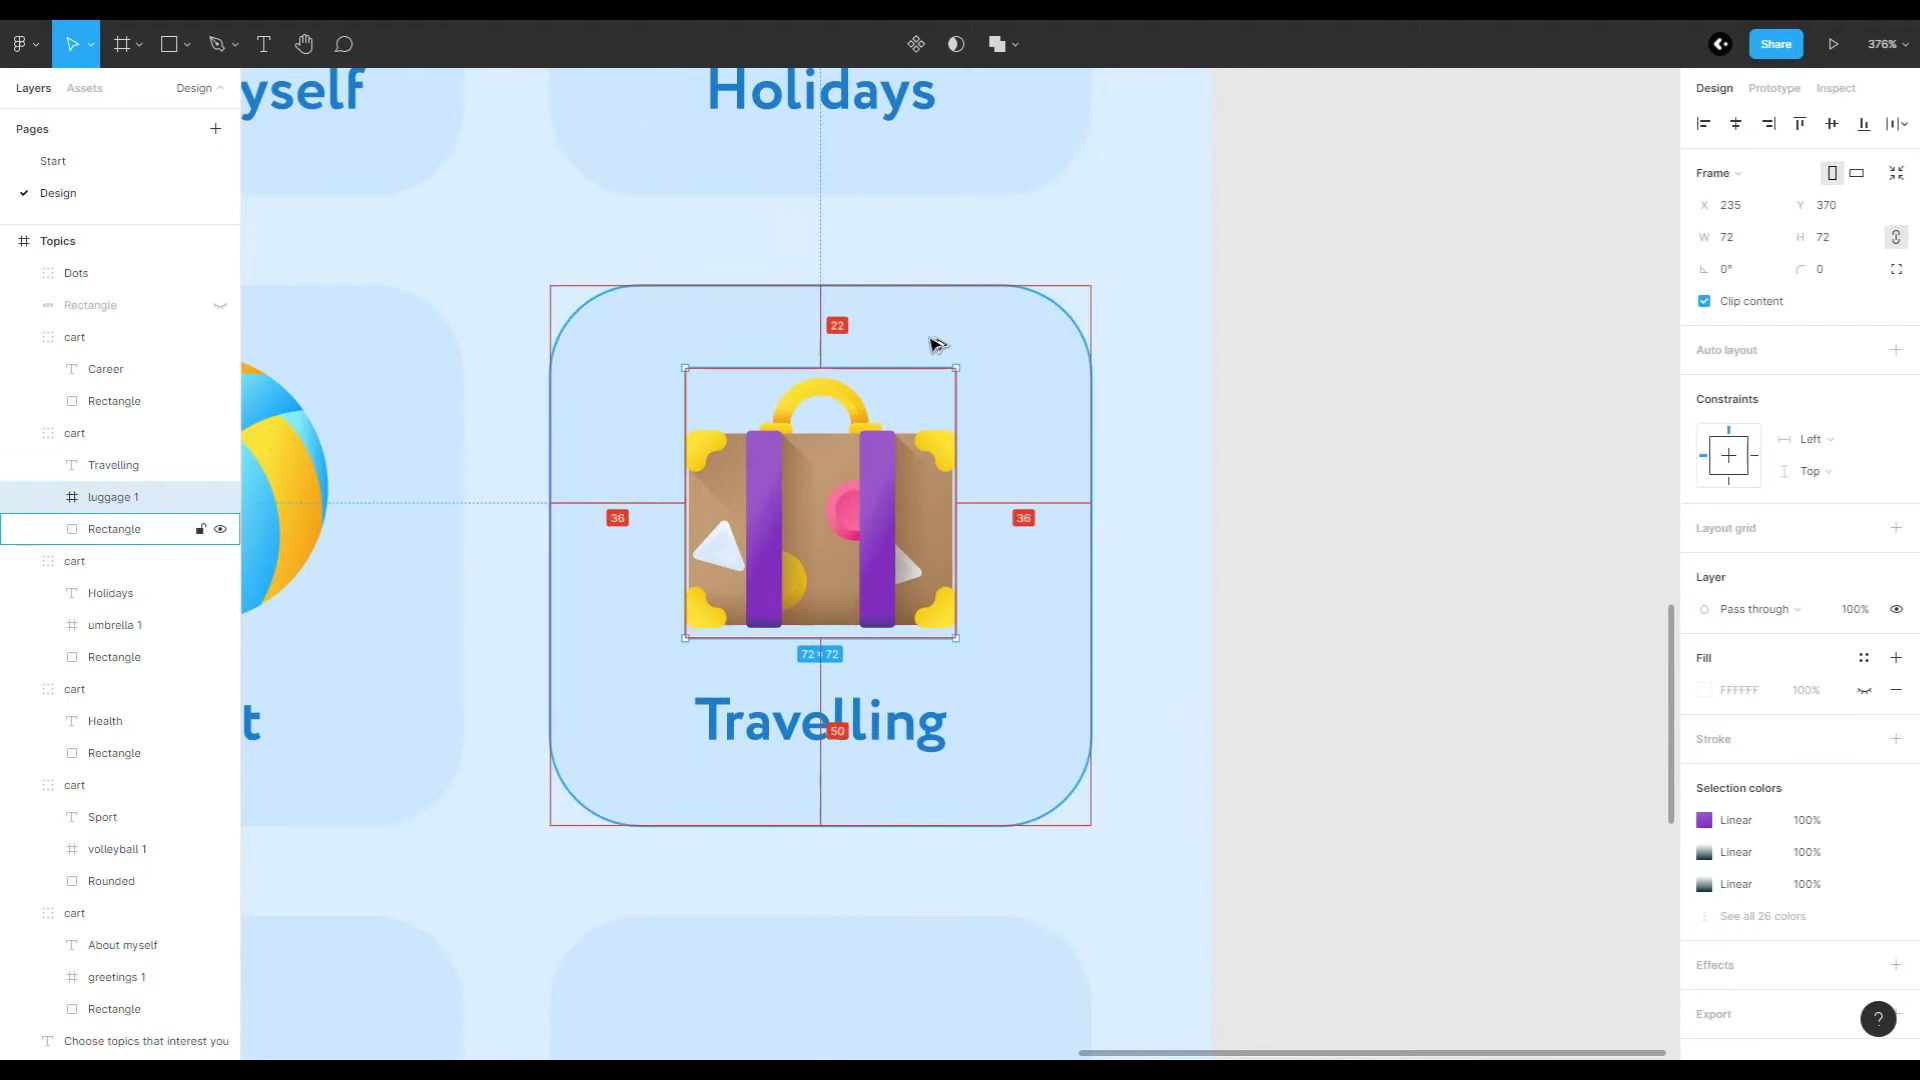 Share
376%
Layers
Assets
Design
Pages
Start
Design
Topics
Dots
Rectangle
cart
Career
Rectangle
cart
Travelling
luggage 1
Rectangle
cart
Holidays
umbrella 1
Rectangle
cart
Health
Rectangle
cart
Sport
volleyball 1
Rounded
cart
About myself
greetings 1
Rectangle
Choose topics that interest you
yself
Holidays
22
36
36
72 × 72
t
Travelling
50
Design
Prototype
Inspect
Frame
X 235
Y 370
W 72
H 72
0°
0
Clip content
Auto layout
Constraints
Left
Top
Layout grid
Layer
Pass through
100%
Fill
FFFFFF
100%
Stroke
Selection colors
Linear
100%
Linear
100%
Linear
100%
See all 26 colors
Effects
Export
?